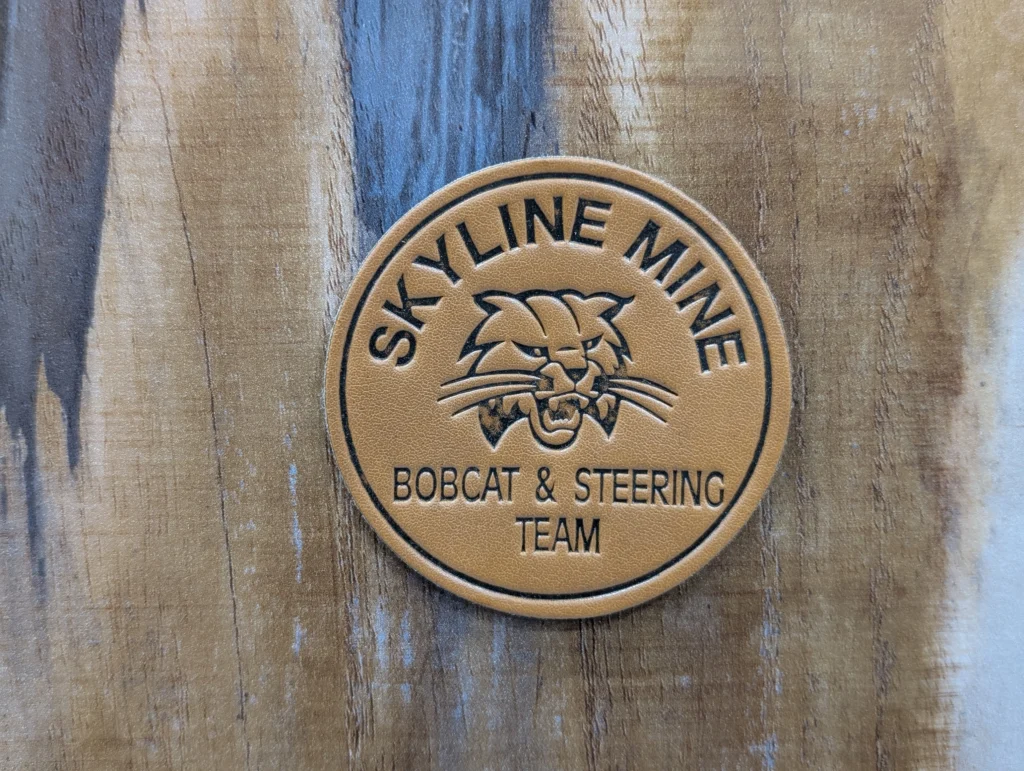 SKYLINE MINE
BOBCAT & STEERING
TEAM